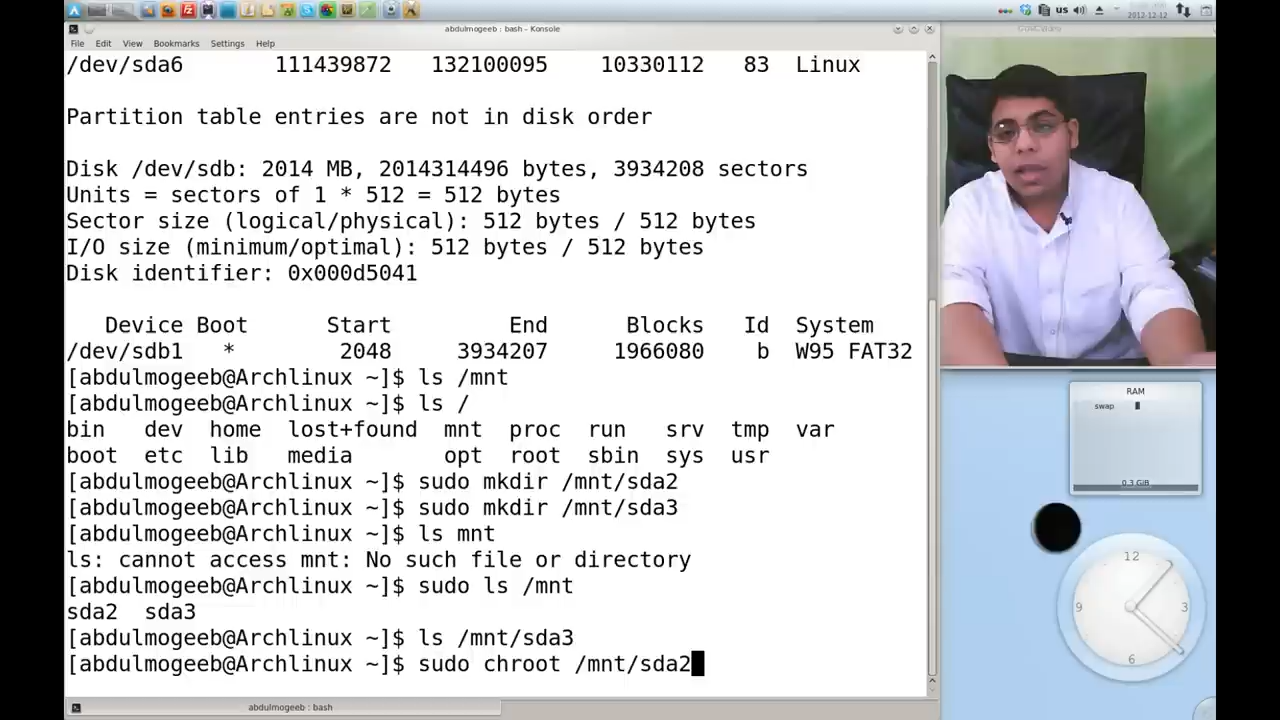 us
2012-12-12
abdulmogeeb : bash - Konsole
File Edit View Bookmarks Settings Help
/dev/sda6 111439872 132100095 10330112 83 Linux
Partition table entries are not in disk order
Disk /dev/sdb: 2014 MB, 2014314496 bytes, 3934208 sectors
Units = sectors of 1 * 512 = 512 bytes
Sector size (logical/physical): 512 bytes / 512 bytes
I/O size (minimum/optimal): 512 bytes / 512 bytes
Disk identifier: 0x000d5041
Device Boot Start End Blocks Id System
/dev/sdb1 * 2048 3934207 1966080 b W95 FAT32
[abdulmogeeb@Archlinux ~]$ ls /mnt
[abdulmogeeb@Archlinux ~]$ ls /
bin dev home lost+found mnt proc run srv tmp var
boot etc lib media opt root sbin sys usr
[abdulmogeeb@Archlinux ~]$ sudo mkdir /mnt/sda2
[abdulmogeeb@Archlinux ~]$ sudo mkdir /mnt/sda3
[abdulmogeeb@Archlinux ~]$ ls mnt
ls: cannot access mnt: No such file or directory
[abdulmogeeb@Archlinux ~]$ sudo ls /mnt
sda2 sda3
[abdulmogeeb@Archlinux ~]$ ls /mnt/sda3
[abdulmogeeb@Archlinux ~]$ sudo chroot /mnt/sda2
abdulmogeeb : bash
RAM
swap
0.3 GiB
12
3
6
9